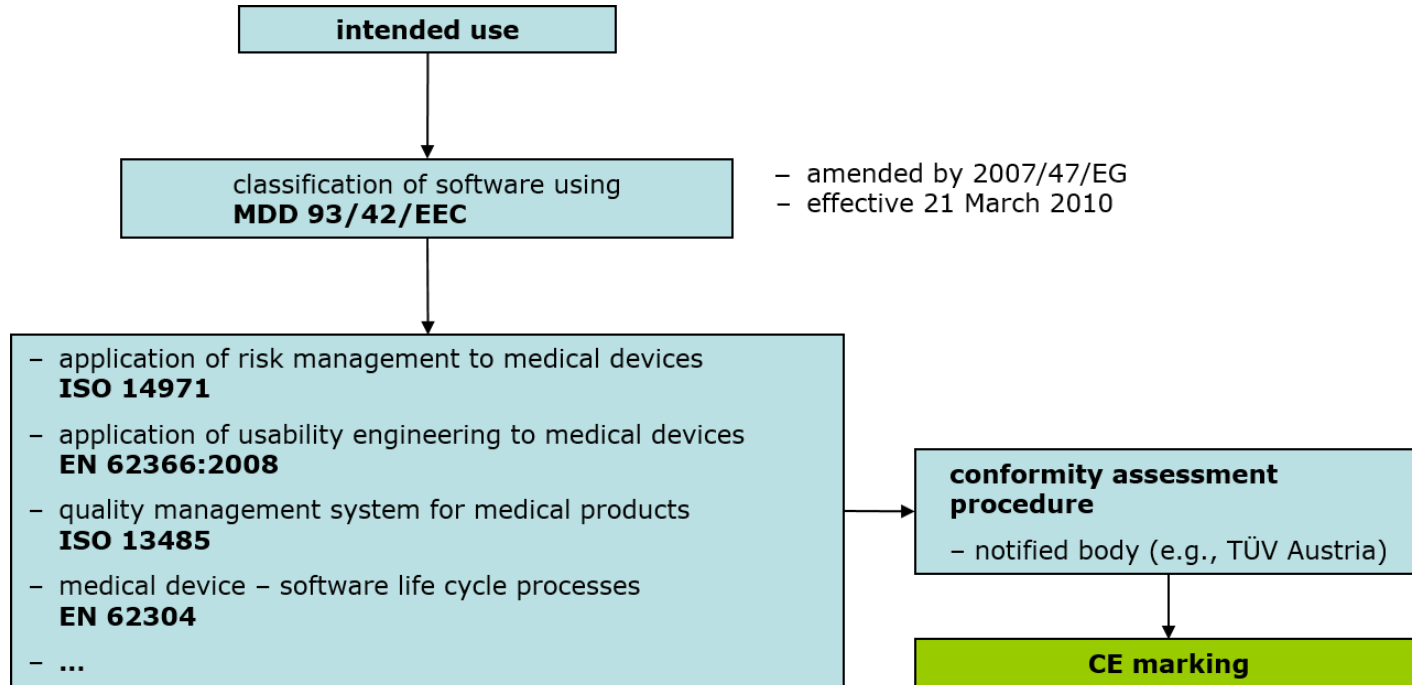 intended use
classification of software using
MDD 93/42/EEC
– amended by 2007/47/EG
– effective 21 March 2010
– application of risk management to medical devices
ISO 14971
– application of usability engineering to medical devices
EN 62366:2008
– quality management system for medical products
ISO 13485
– medical device – software life cycle processes
EN 62304
– ...
conformity assessment
procedure
– notified body (e.g., TÜV Austria)
CE marking